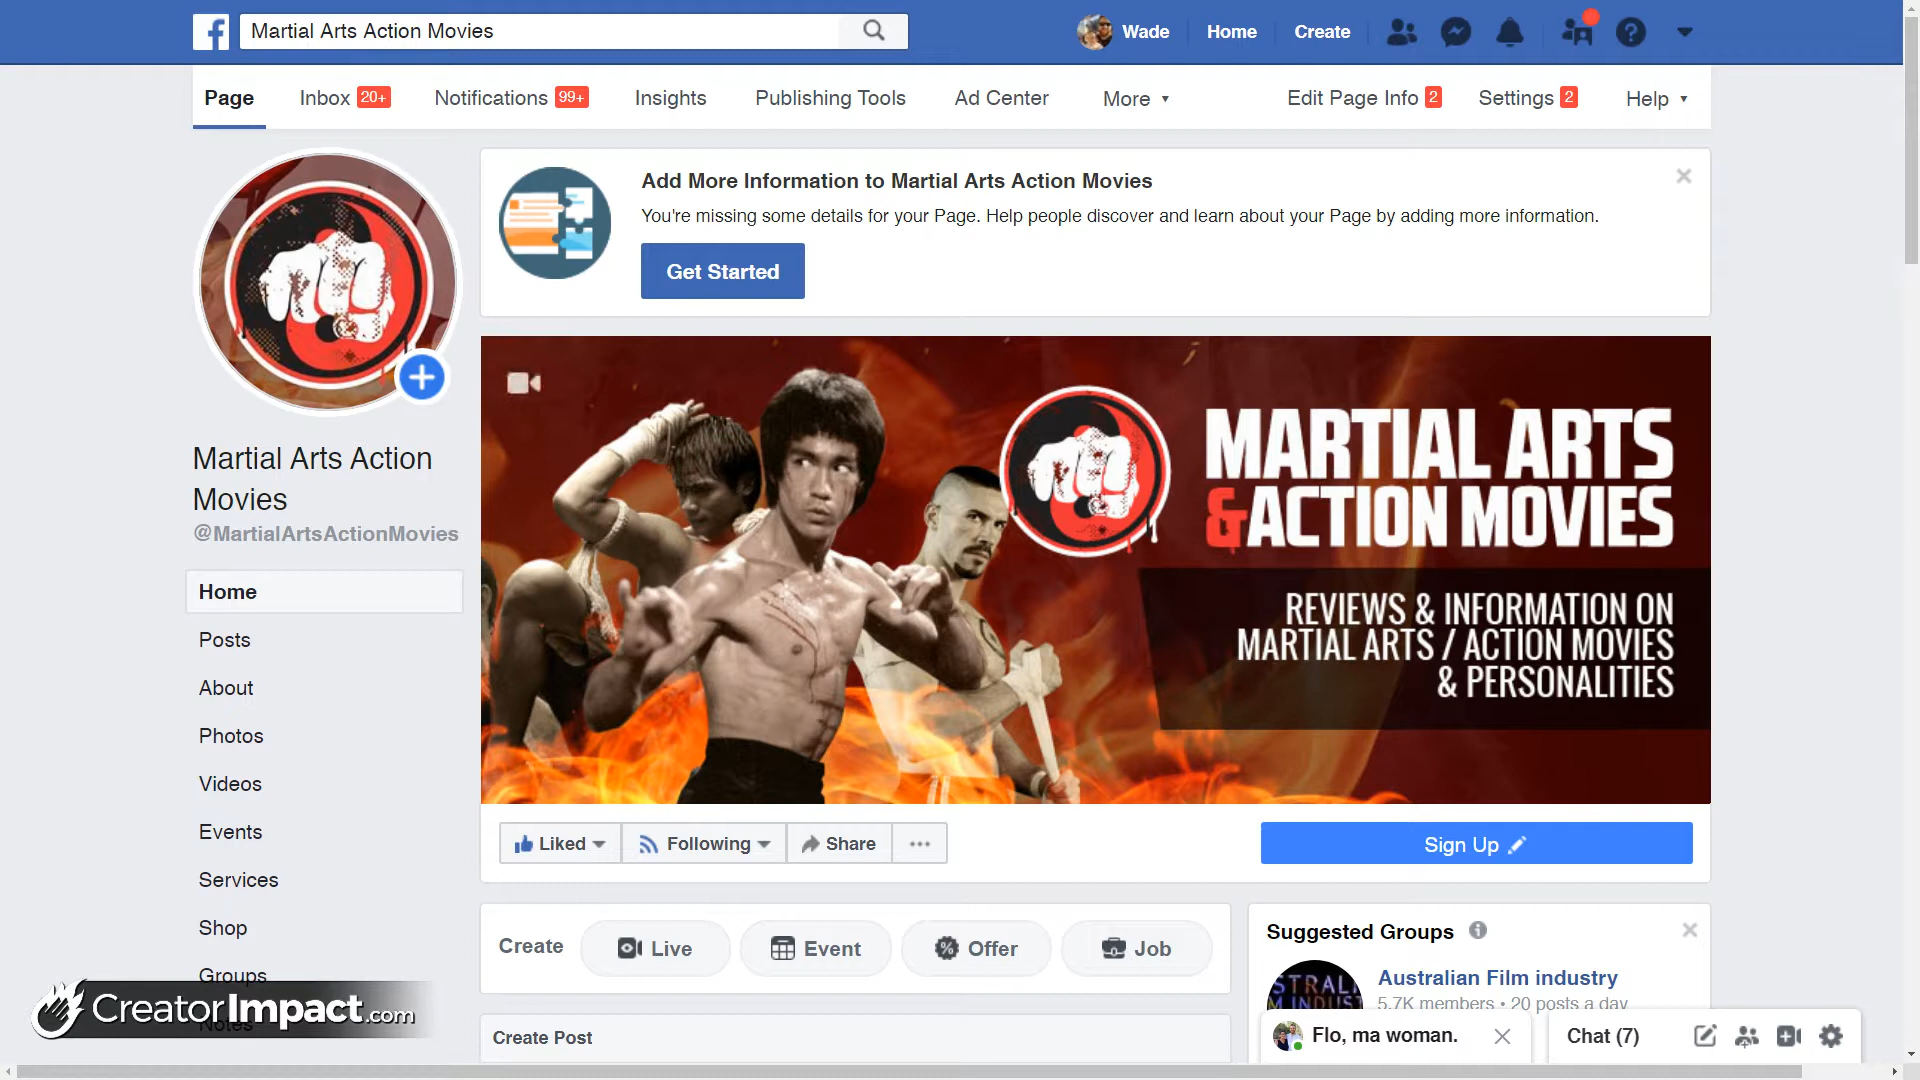 Martial Arts Action Movies
Wade
Home
Create
Page
Inbox 20+
Notifications 99+
Insights
Publishing Tools
Ad Center
More
Edit Page Info 2
Settings 2
Help
Add More Information to Martial Arts Action Movies
You're missing some details for your Page. Help people discover and learn about your Page by adding more information.
Get Started
Martial Arts Action
Movies
@MartialArtsActionMovies
Home
Posts
About
Photos
Videos
Events
Services
Shop
Groups
Notes
MARTIAL ARTS
&ACTION MOVIES
REVIEWS & INFORMATION ON
MARTIAL ARTS / ACTION MOVIES
& PERSONALITIES
Liked
Following
Share
Sign Up
Create
Live
Event
Offer
Job
Create Post
Suggested Groups
Australian Film industry
5.7K members • 20 posts a day
Flo, ma woman.
Chat (7)
CreatorImpact.com